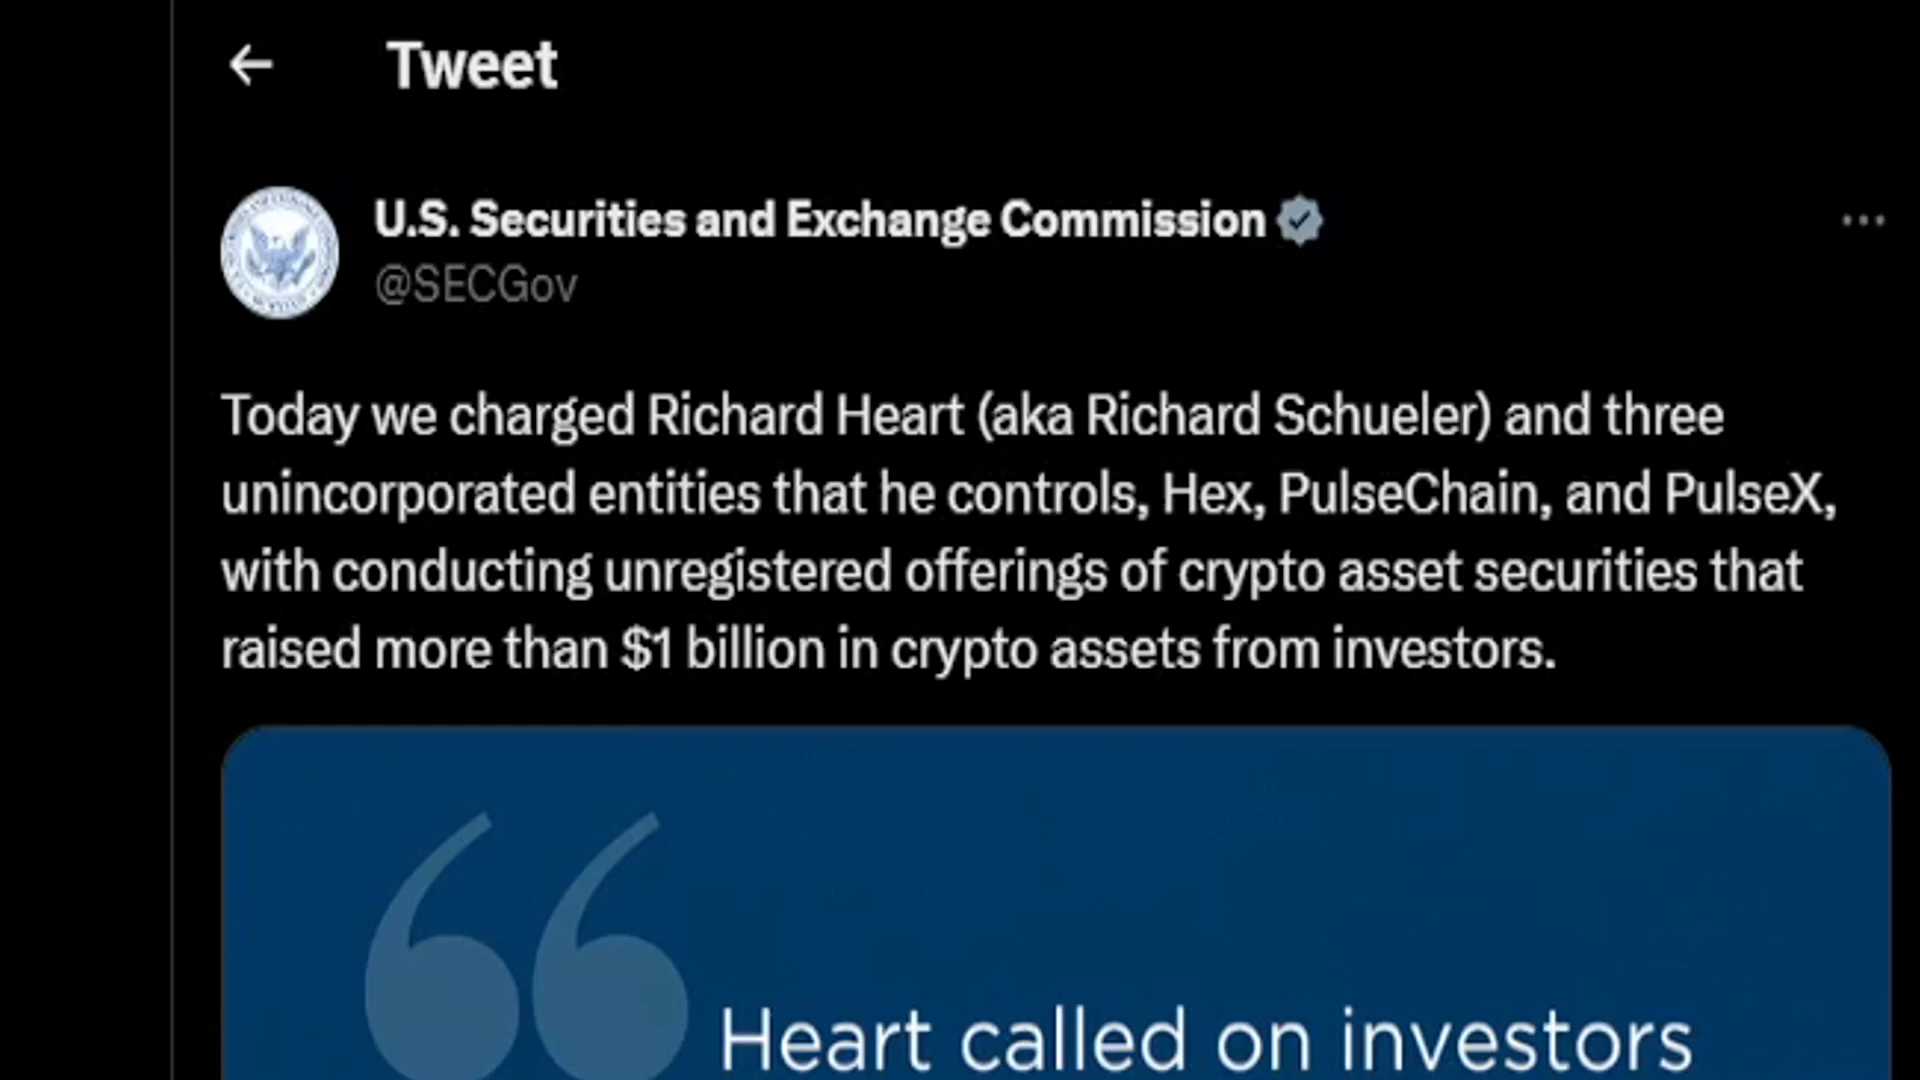 Tweet
U.S. Securities and Exchange Commission
@SECGov
Today we charged Richard Heart (aka Richard Schueler) and three
unincorporated entities that he controls, Hex, PulseChain, and PulseX,
with conducting unregistered offerings of crypto asset securities that
raised more than $1 billion in crypto assets from investors.
“
Heart called on investors